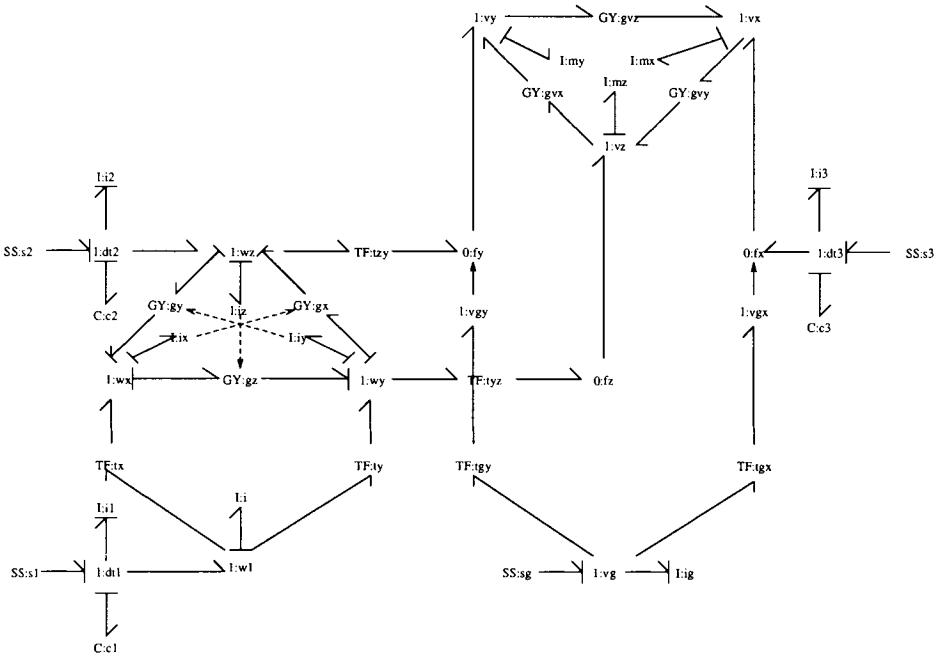 1:vy GY:gvz 1:vx
I:my I:mx
I:mz
GY:gvx GY:gvy
1:vz
I:i2 I:i3
SS:s2 1:dt2 1:wz TF:tzy 0:fy 0:fx 1:dt3 SS:s3
GY:gy I:iz GY:gx
C:c2 1:vgy 1:vgx C:c3
I:ix I:iy
1:wx GY:gz 1:wy TF:tyz 0:fz
TF:tx TF:ty TF:tgy TF:tgx
I:i
I:i1
SS:s1 1:dt1 1:w1 SS:sg 1:vg I:ig
C:c1